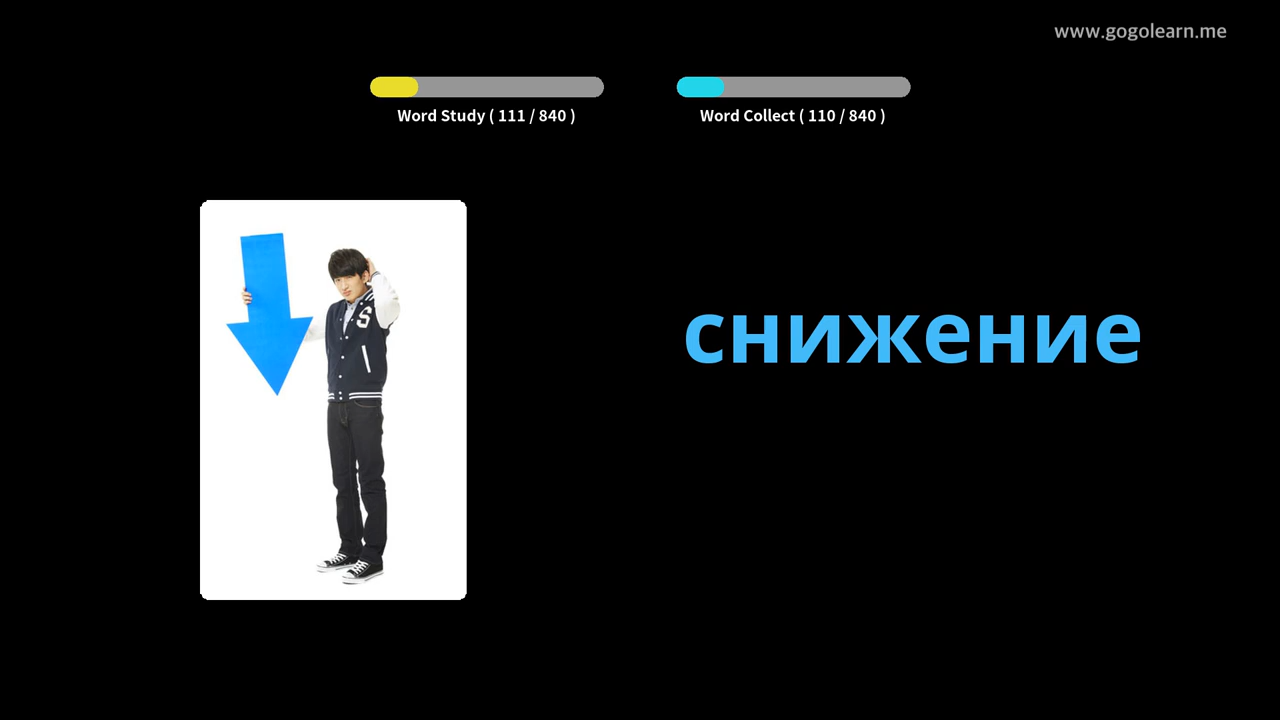 www.gogolearn.me
Word Study ( 111 / 840 )
Word Collect ( 110 / 840 )
S
снижение